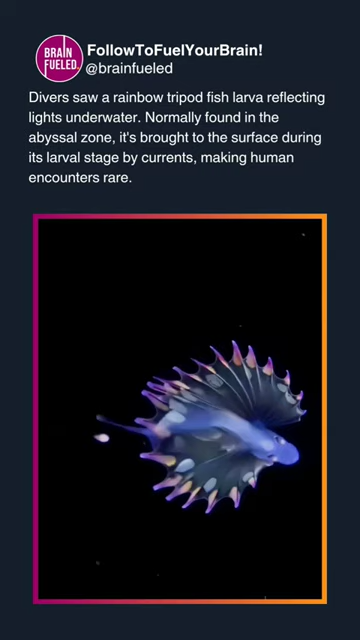 BRAIN
FUELED
FollowToFuelYourBrain!
@brainfueled
Divers saw a rainbow tripod fish larva reflecting
lights underwater. Normally found in the
abyssal zone, it's brought to the surface during
its larval stage by currents, making human
encounters rare.